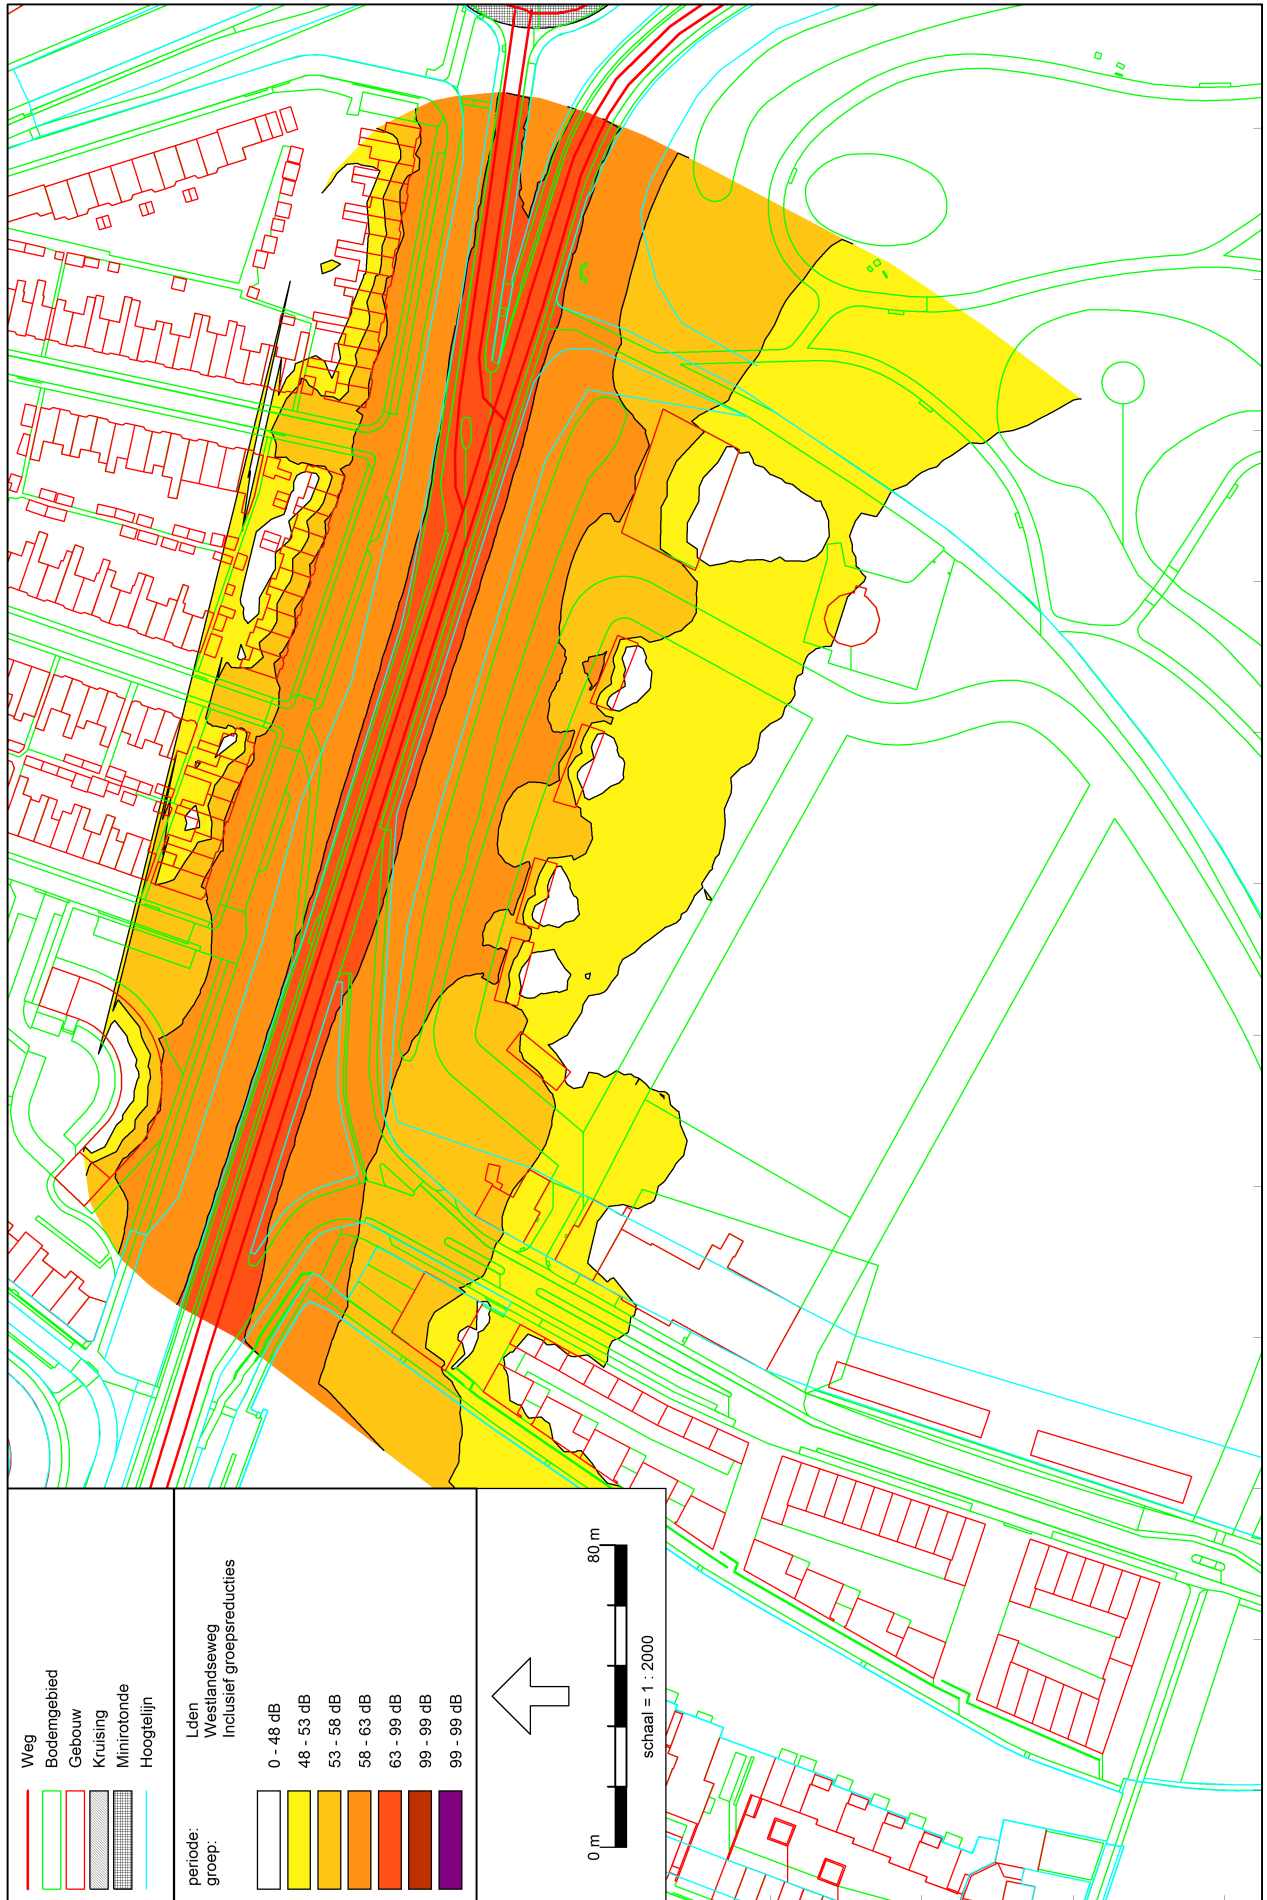 Weg
Bodemgebied
Gebouw
Kruising
Minirotonde
Hoogtelijn
periode: Lden
groep: Westlandseweg
Inclusief groepsreducties
0 - 48 dB
48 - 53 dB
53 - 58 dB
58 - 63 dB
63 - 99 dB
99 - 99 dB
99 - 99 dB
0 m 80 m
schaal = 1 : 2000